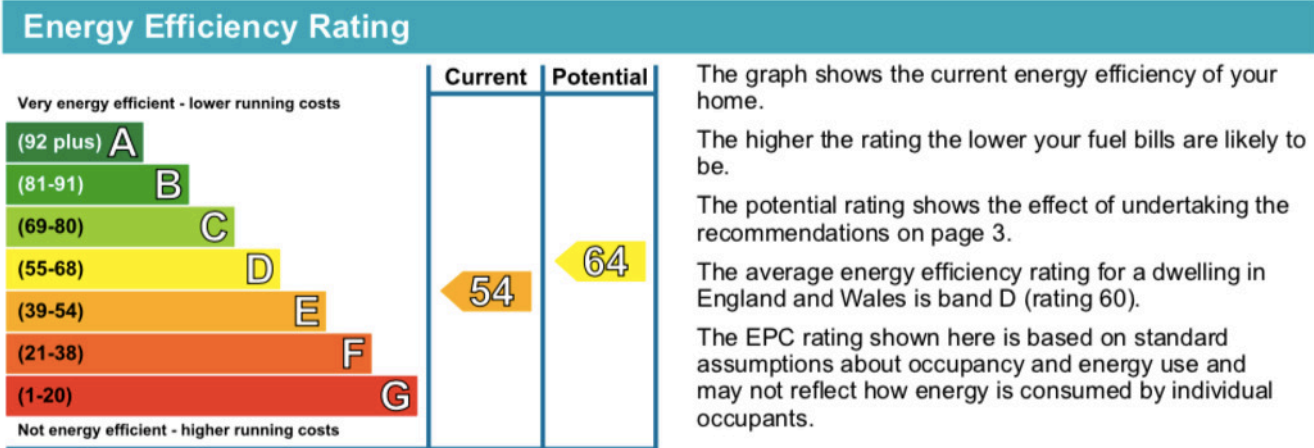 Energy Efficiency Rating
Current
Potential
Very energy efficient - lower running costs
(92 plus) A
(81-91) B
(69-80) C
(55-68) D
(39-54) E
(21-38) F
(1-20) G
Not energy efficient - higher running costs
54
64
The graph shows the current energy efficiency of your
home.
The higher the rating the lower your fuel bills are likely to
be.
The potential rating shows the effect of undertaking the
recommendations on page 3.
The average energy efficiency rating for a dwelling in
England and Wales is band D (rating 60).
The EPC rating shown here is based on standard
assumptions about occupancy and energy use and
may not reflect how energy is consumed by individual
occupants.